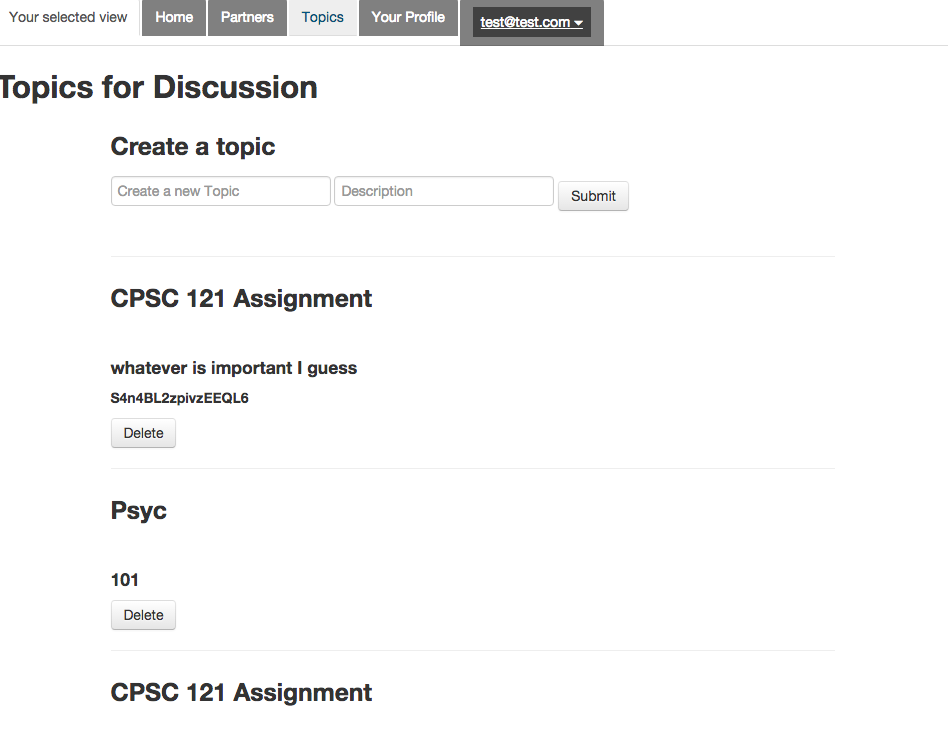 Your selected view Home Partners Topics Your Profile test@test.com
Topics for Discussion
Create a topic
Create a new Topic Description Submit
CPSC 121 Assignment
whatever is important I guess
S4n4BL2zpivzEEQL6
Delete
Psyc
101
Delete
CPSC 121 Assignment